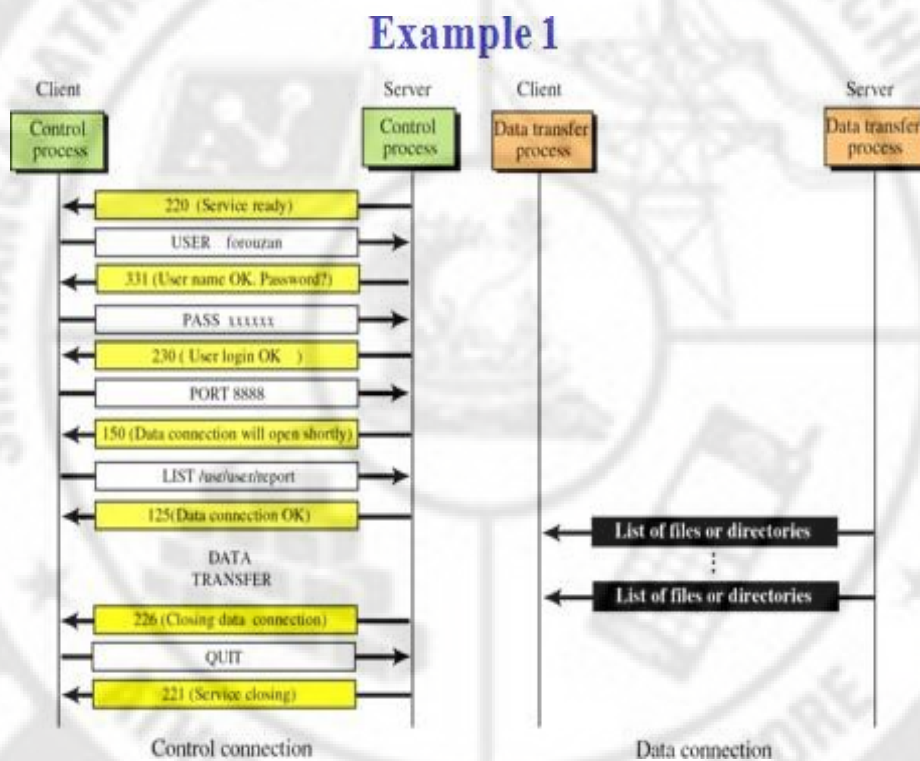 Example 1
Client
Server
Client
Server
Control
process
Control
process
Data transfer
process
Data transfer
process
220 (Service ready)
USER forouzan
331 (User name OK. Password?)
PASS xxxxxx
230 ( User login OK )
PORT 8888
150 (Data connection will open shortly)
LIST /usr/user/report
125(Data connection OK)
DATA
TRANSFER
226 (Closing data connection)
QUIT
221 (Service closing)
Control connection
List of files or directories
List of files or directories
Data connection